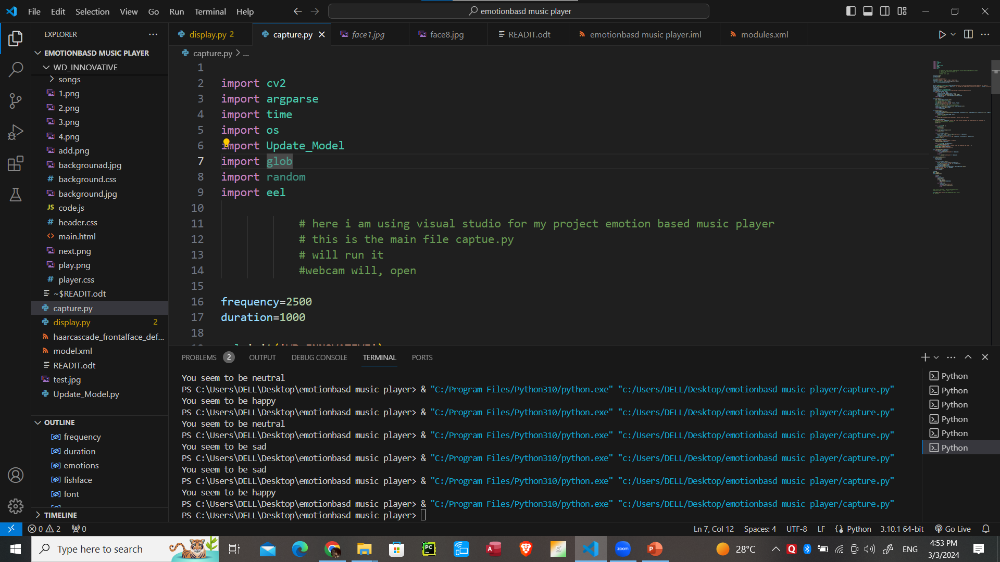 File Edit Selection View Go Run Terminal Help
emotionbasd music player
EXPLORER
EMOTIONBASD MUSIC PLAYER
WD_INNOVATIVE
songs
1.png
2.png
3.png
4.png
add.png
backgrounad.jpg
# background.css
background.jpg
JS code.js
# header.css
<> main.html
next.png
play.png
# player.css
~$READIT.odt
capture.py
display.py 2
haarcascade_frontalface_def...
model.xml
READIT.odt
test.jpg
Update_Model.py
OUTLINE
frequency
duration
emotions
fishface
font
TIMELINE
display.py 2 capture.py face1.jpg face8.jpg READIT.odt emotionbasd music player.iml modules.xml
capture.py > ...
1
2 import cv2
3 import argparse
4 import time
5 import os
6 import Update_Model
7 import glob
8 import random
9 import eel
10
11 # here i am using visual studio for my project emotion based music player
12 # this is the main file captue.py
13 # will run it
14 #webcam will, open
15
16 frequency=2500
17 duration=1000
18
PROBLEMS 2 OUTPUT DEBUG CONSOLE TERMINAL PORTS
You seem to be neutral
PS C:\Users\DELL\Desktop\emotionbasd music player> & "C:/Program Files/Python310/python.exe" "c:/Users/DELL/Desktop/emotionbasd music player/capture.py"
You seem to be happy
PS C:\Users\DELL\Desktop\emotionbasd music player> & "C:/Program Files/Python310/python.exe" "c:/Users/DELL/Desktop/emotionbasd music player/capture.py"
You seem to be neutral
PS C:\Users\DELL\Desktop\emotionbasd music player> & "C:/Program Files/Python310/python.exe" "c:/Users/DELL/Desktop/emotionbasd music player/capture.py"
You seem to be sad
PS C:\Users\DELL\Desktop\emotionbasd music player> & "C:/Program Files/Python310/python.exe" "c:/Users/DELL/Desktop/emotionbasd music player/capture.py"
You seem to be sad
PS C:\Users\DELL\Desktop\emotionbasd music player> & "C:/Program Files/Python310/python.exe" "c:/Users/DELL/Desktop/emotionbasd music player/capture.py"
You seem to be happy
PS C:\Users\DELL\Desktop\emotionbasd music player> & "C:/Program Files/Python310/python.exe" "c:/Users/DELL/Desktop/emotionbasd music player/capture.py"
PS C:\Users\DELL\Desktop\emotionbasd music player>
Python
Python
Python
Python
Python
Python
0 2 0 Ln 7, Col 12 Spaces: 4 UTF-8 LF Python 3.10.1 64-bit Go Live
Type here to search
PC
A
S
zoom
P
28°C
Q
ENG
4:53 PM
3/3/2024